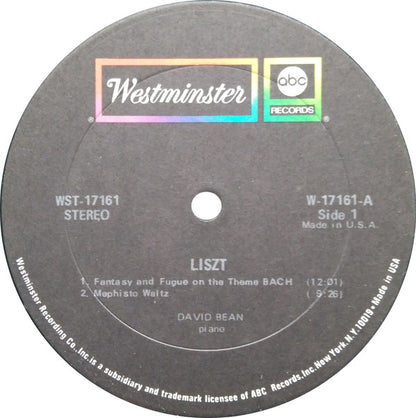 Westminster®
abc
RECORDS®
WST-17161
STEREO
W-17161-A
Side 1
Made in U.S.A.
LISZT
1. Fantasy and Fugue on the Theme BACH (12:01)
2. Mephisto Waltz ( 9:26)
DAVID BEAN
piano
Westminster Recording Co., Inc. is a subsidiary and trademark licensee of ABC Records, Inc. New York, N.Y. 10019 • Made in USA